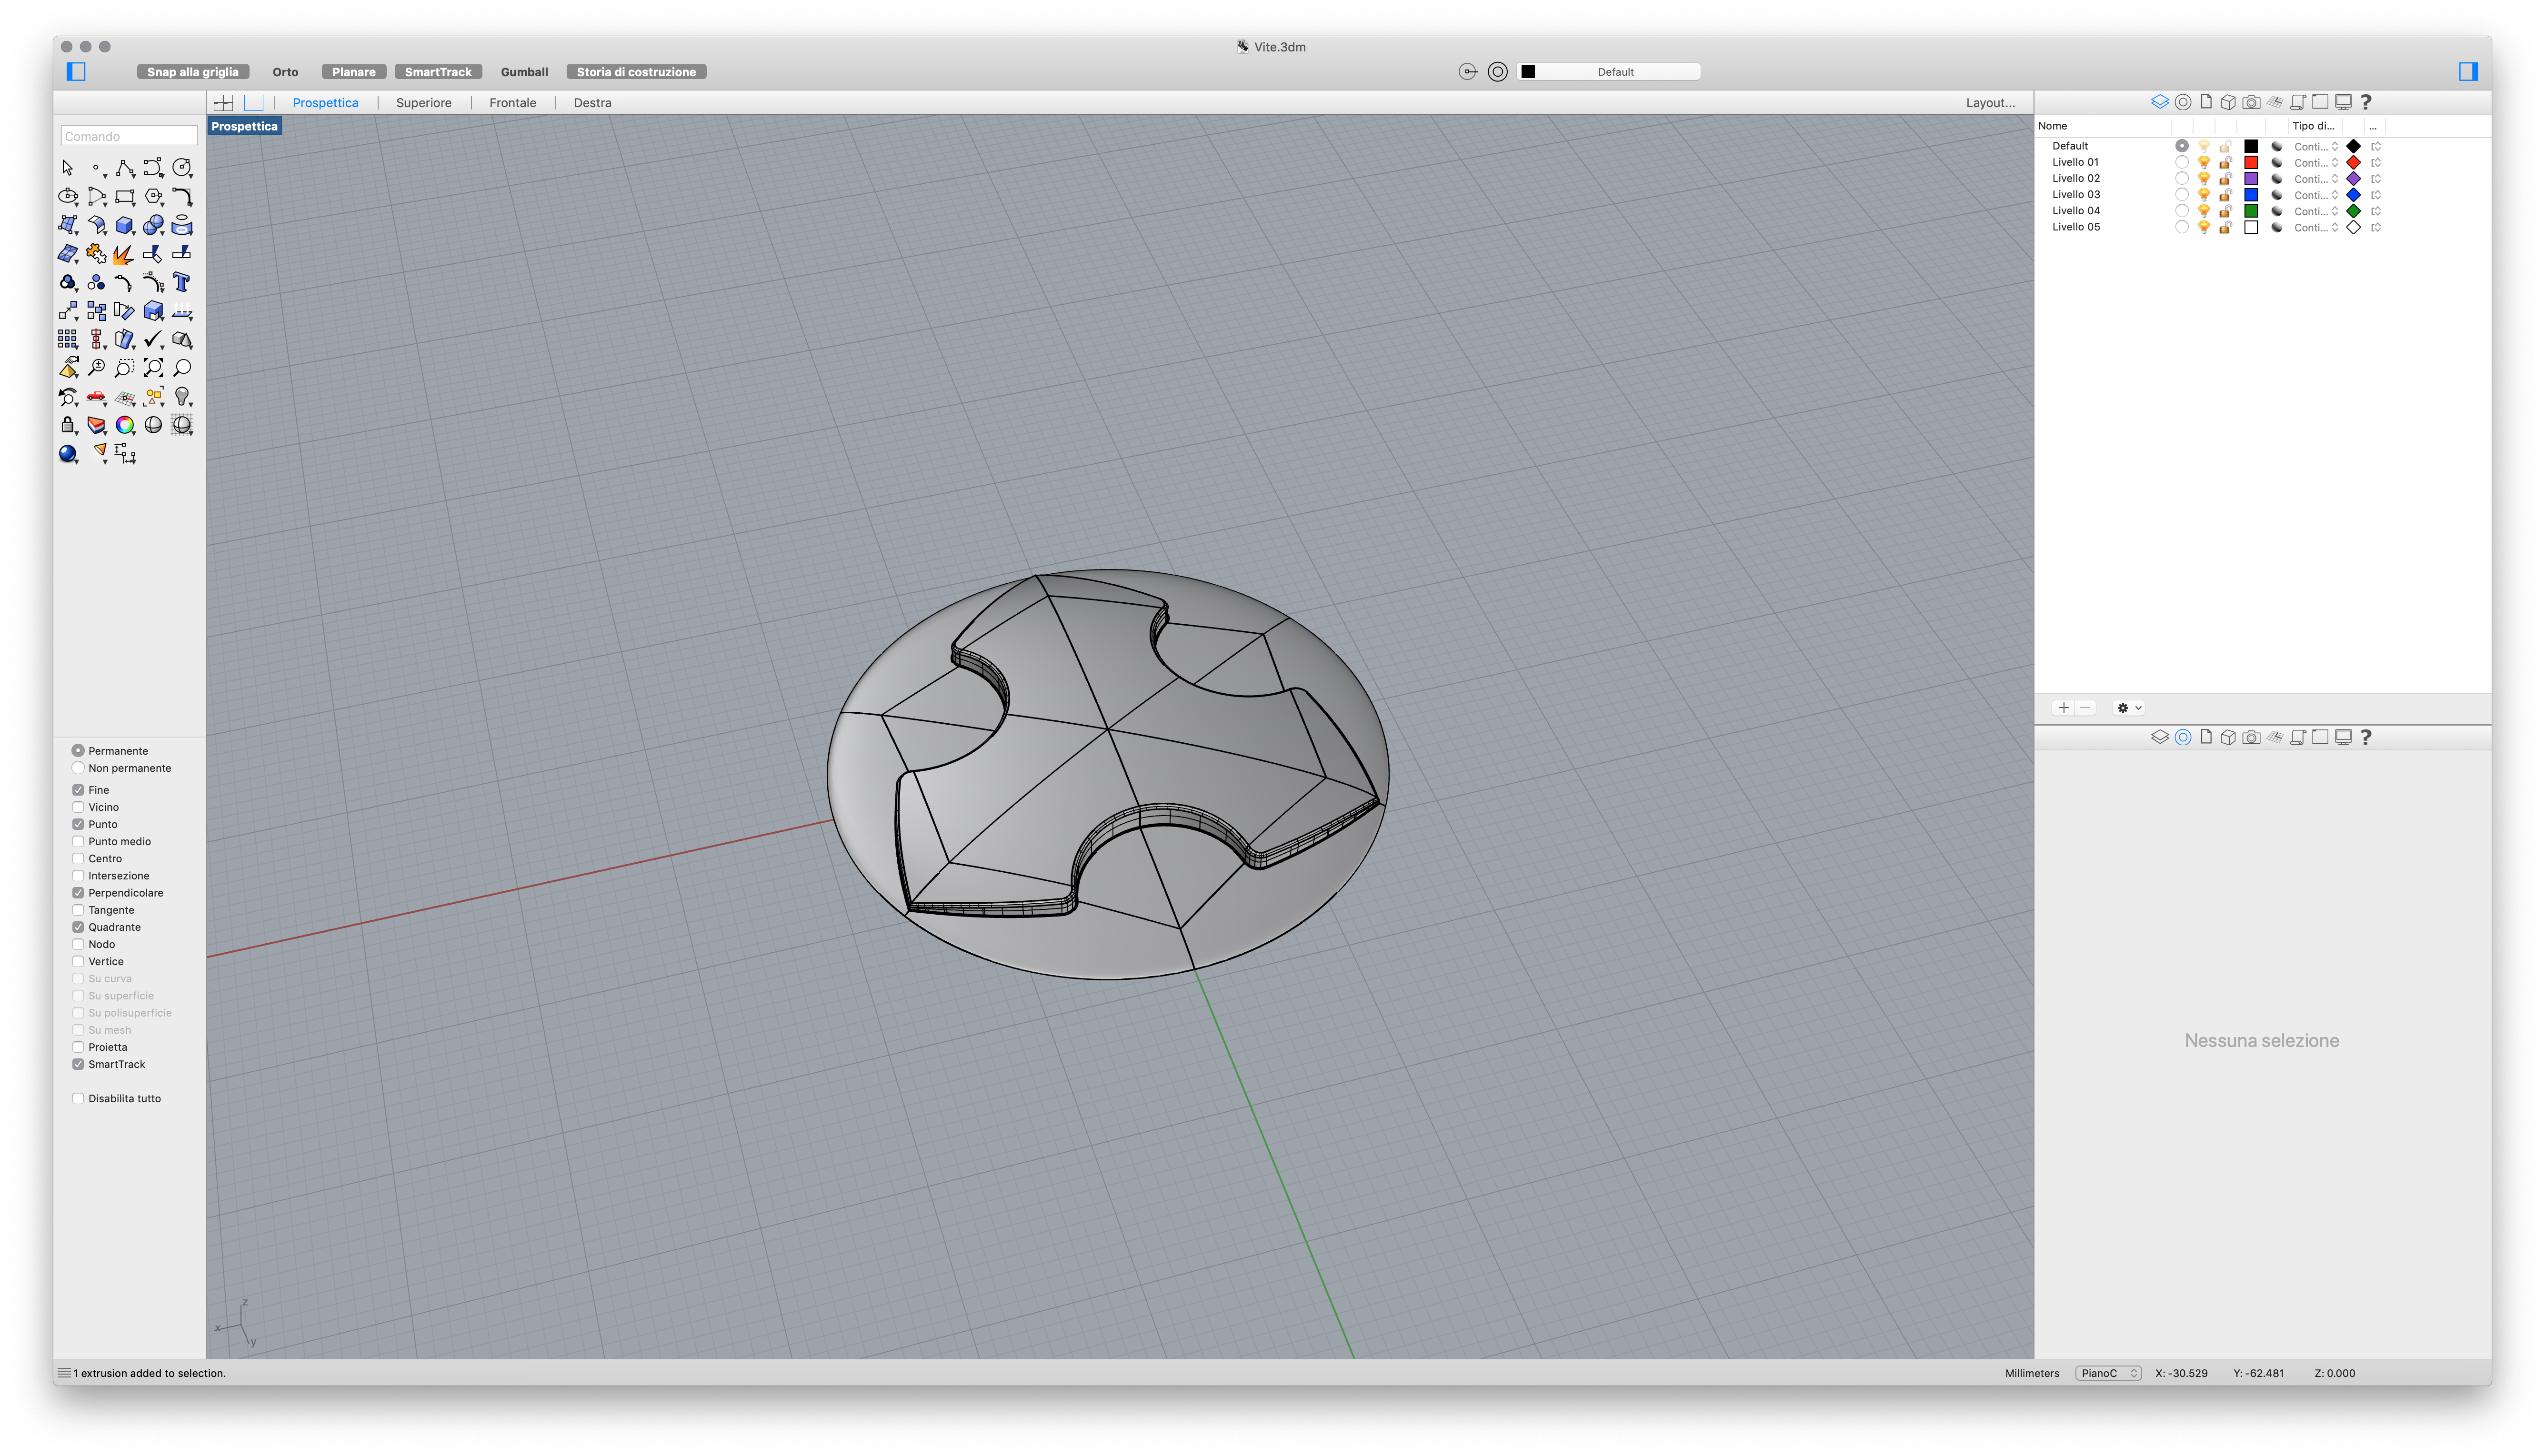 Vite.3dm
Snap alla griglia Orto Planare SmartTrack Gumball Storia di costruzione Default
Prospettica | Superiore | Frontale | Destra Layout...
Prospettica
Comando
Permanente
Non permanente
Fine
Vicino
Punto
Punto medio
Centro
Intersezione
Perpendicolare
Tangente
Quadrante
Nodo
Vertice
Su curva
Su superficie
Su polisuperficie
Su mesh
Proietta
SmartTrack
Disabilita tutto
z
x
y
Nome Tipo di... ...
Default Conti...
Livello 01 Conti...
Livello 02 Conti...
Livello 03 Conti...
Livello 04 Conti...
Livello 05 Conti...
Nessuna selezione
1 extrusion added to selection. Millimeters PianoC X: -30.529 Y: -62.481 Z: 0.000